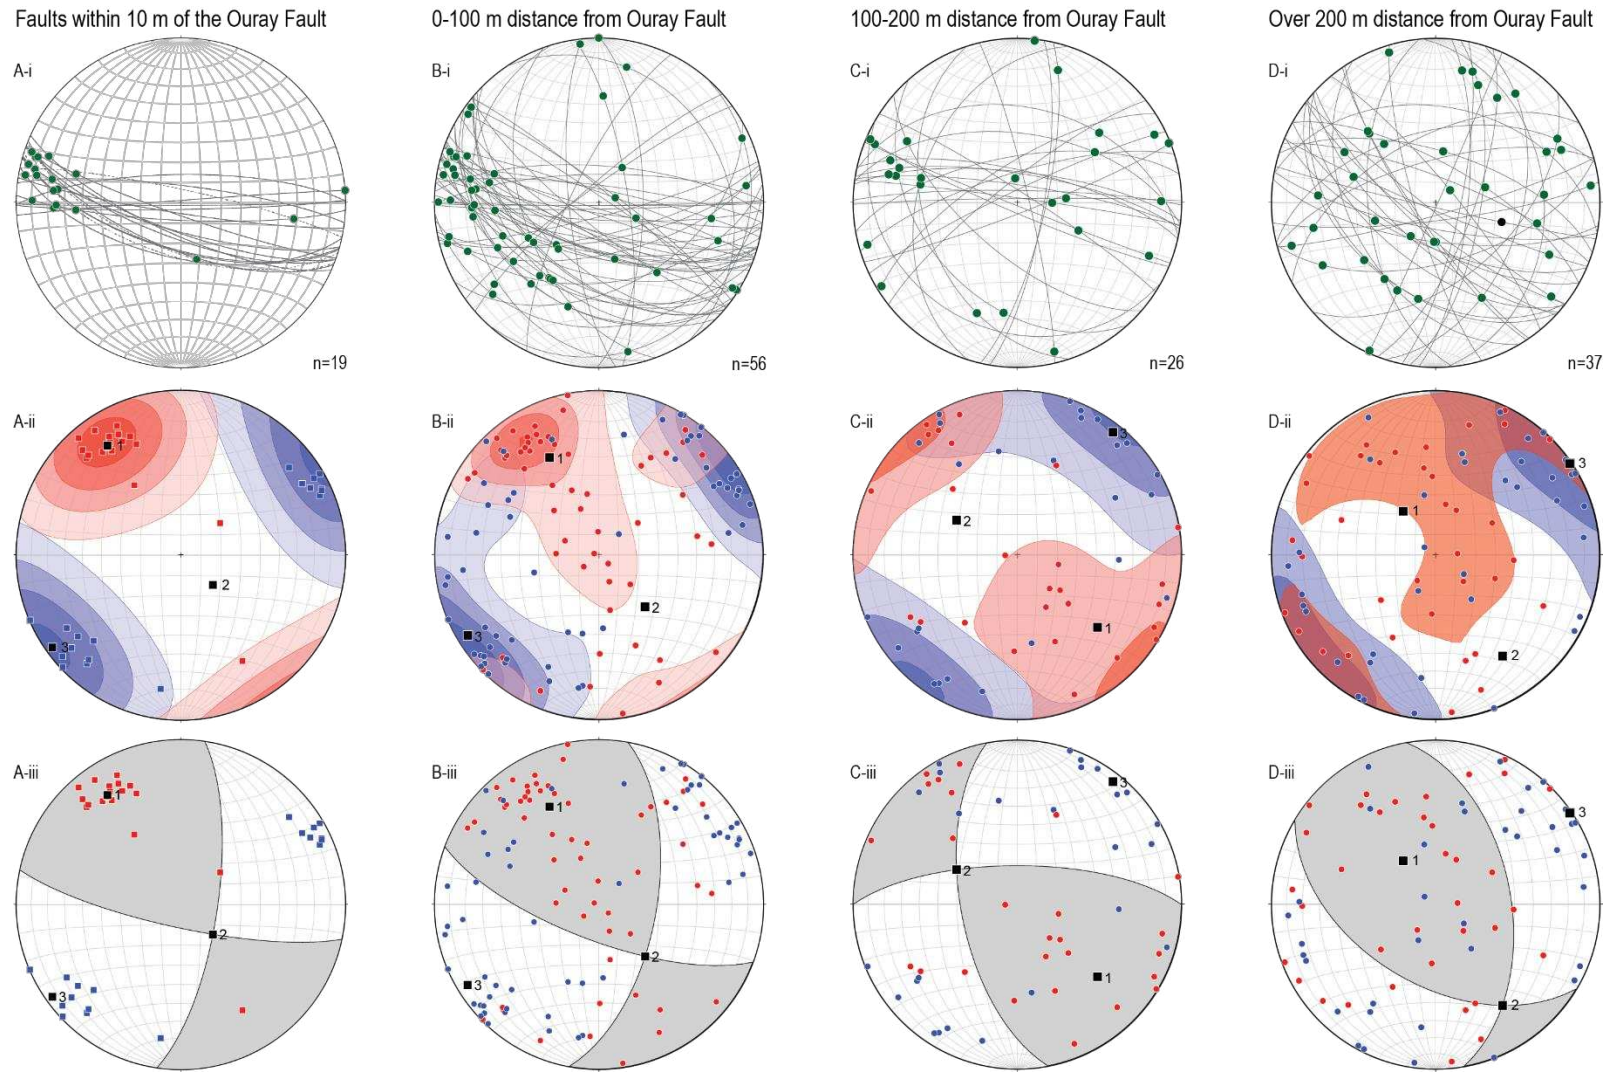 Faults within 10 m of the Ouray Fault
0-100 m distance from Ouray Fault
100-200 m distance from Ouray Fault
Over 200 m distance from Ouray Fault
A-i
B-i
C-i
D-i
n=19
n=56
n=26
n=37
A-ii
B-ii
C-ii
D-ii
1
2
3
1
2
3
3
2
1
3
1
2
A-iii
B-iii
C-iii
D-iii
1
2
3
1
2
3
3
2
1
3
1
2